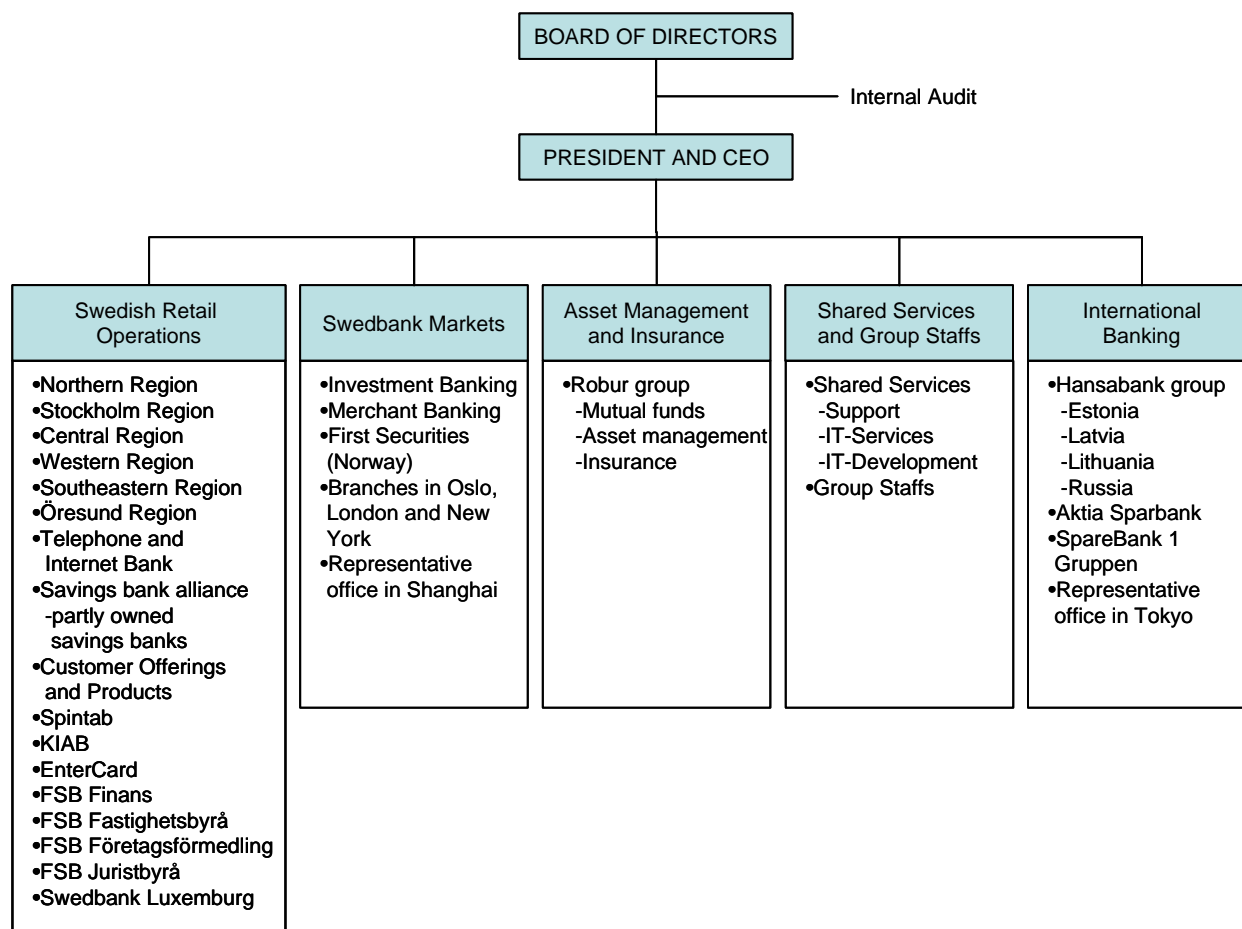 BOARD OF DIRECTORS
Internal Audit
PRESIDENT AND CEO
Swedish Retail
Operations
•Northern Region
•Stockholm Region
•Central Region
•Western Region
•Southeastern Region
•Öresund Region
•Telephone and
Internet Bank
•Savings bank alliance
-partly owned
savings banks
•Customer Offerings
and Products
•Spintab
•KIAB
•EnterCard
•FSB Finans
•FSB Fastighetsbyrå
•FSB Företagsförmedling
•FSB Juristbyrå
•Swedbank Luxemburg
Swedbank Markets
•Investment Banking
•Merchant Banking
•First Securities
(Norway)
•Branches in Oslo,
London and New
York
•Representative
office in Shanghai
Asset Management
and Insurance
•Robur group
-Mutual funds
-Asset management
-Insurance
Shared Services
and Group Staffs
•Shared Services
-Support
-IT-Services
-IT-Development
•Group Staffs
International
Banking
•Hansabank group
-Estonia
-Latvia
-Lithuania
-Russia
•Aktia Sparbank
•SpareBank 1
Gruppen
•Representative
office in Tokyo